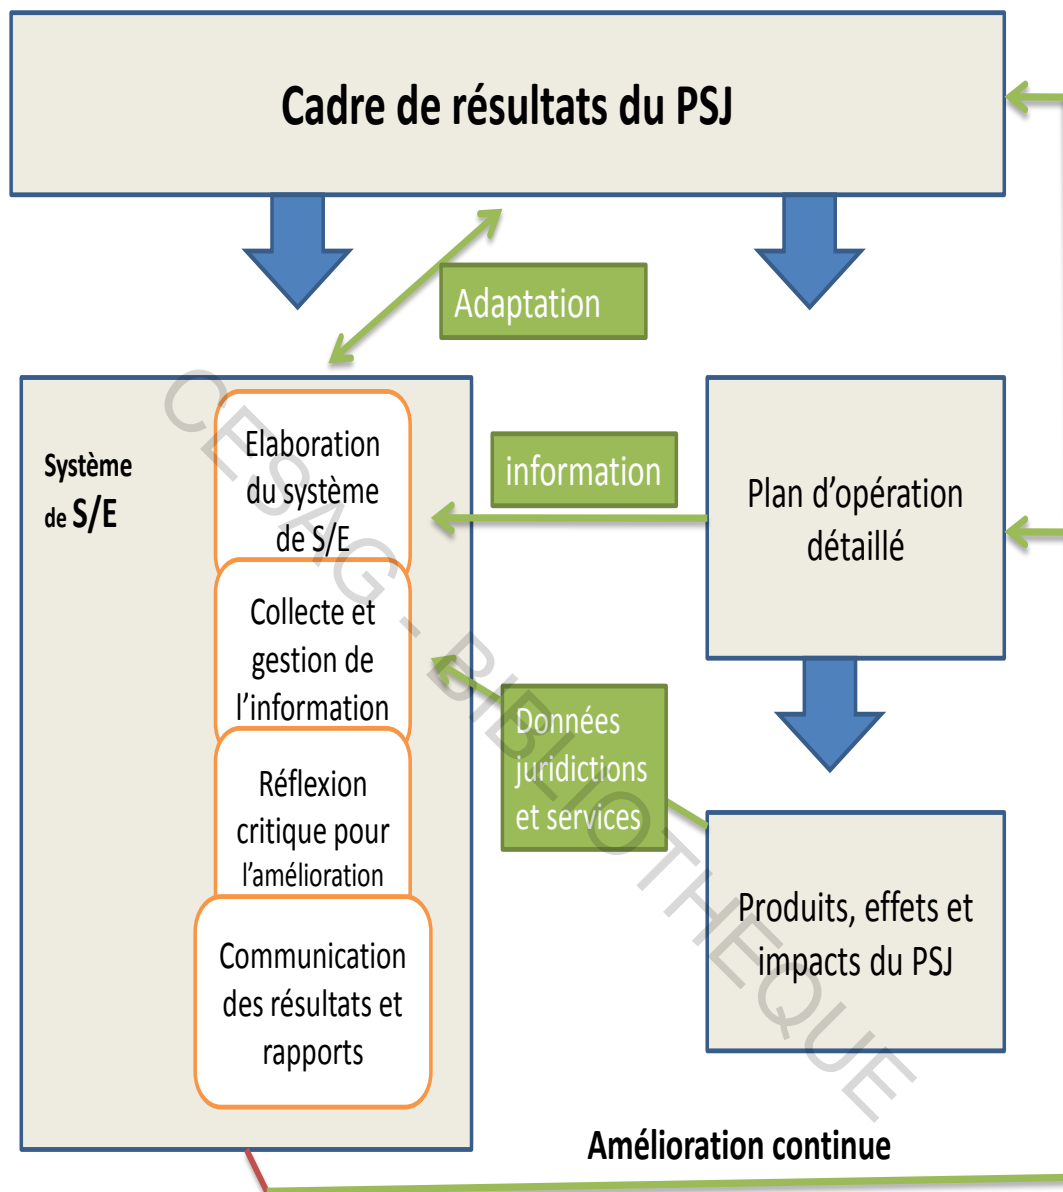 Cadre de résultats du PSJ
Adaptation
Système
de S/E
Elaboration
du système
de S/E
Collecte et
gestion de
l'information
Réflexion
critique pour
l'amélioration
Communication
des résultats et
rapports
information
Données
juridictions
et services
Plan d'opération
détaillé
Produits, effets et
impacts du PSJ
Amélioration continue
CESAG - BIBLIOTHEQUE